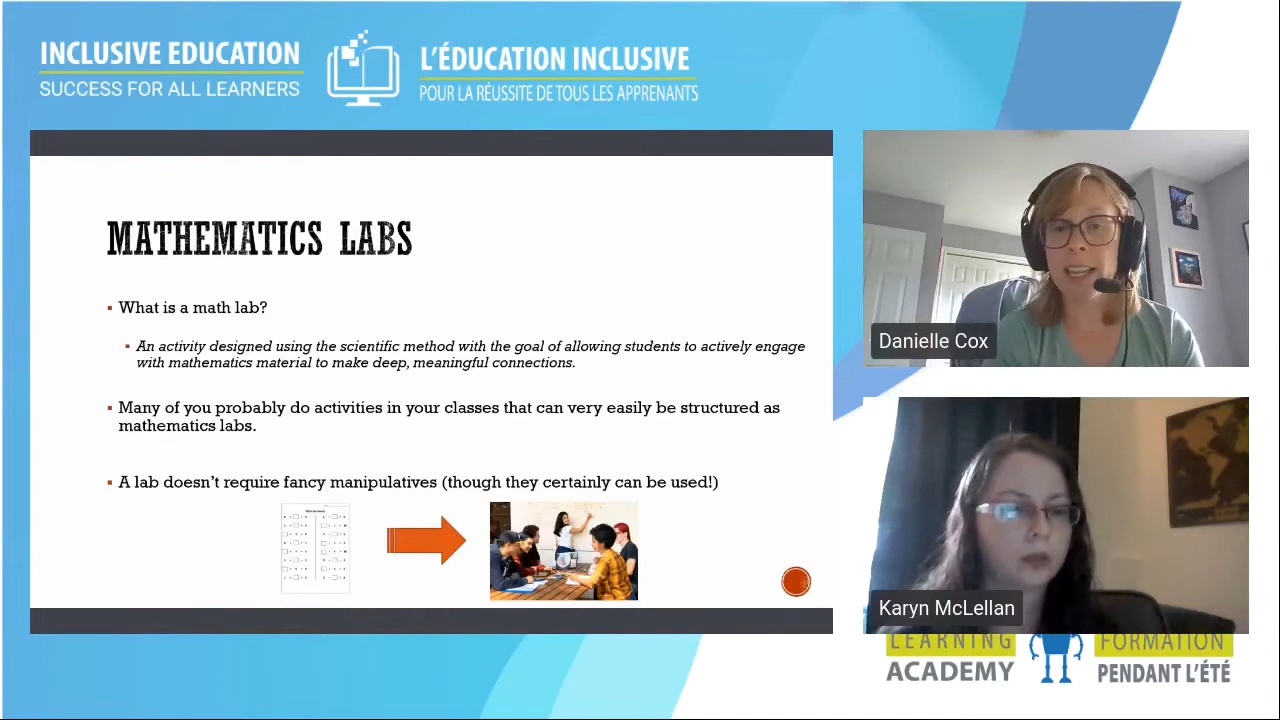 INCLUSIVE EDUCATION
SUCCESS FOR ALL LEARNERS
L'ÉDUCATION INCLUSIVE
POUR LA RÉUSSITE DE TOUS LES APPRENANTS
MATHEMATICS LABS
What is a math lab?
An activity designed using the scientific method with the goal of allowing students to actively engage
with mathematics material to make deep, meaningful connections.
Many of you probably do activities in your classes that can very easily be structured as
mathematics labs.
A lab doesn't require fancy manipulatives (though they certainly can be used!)
Danielle Cox
Karyn McLellan
LEARNING
ACADEMY
FORMATION
PENDANT L'ÉTÉ